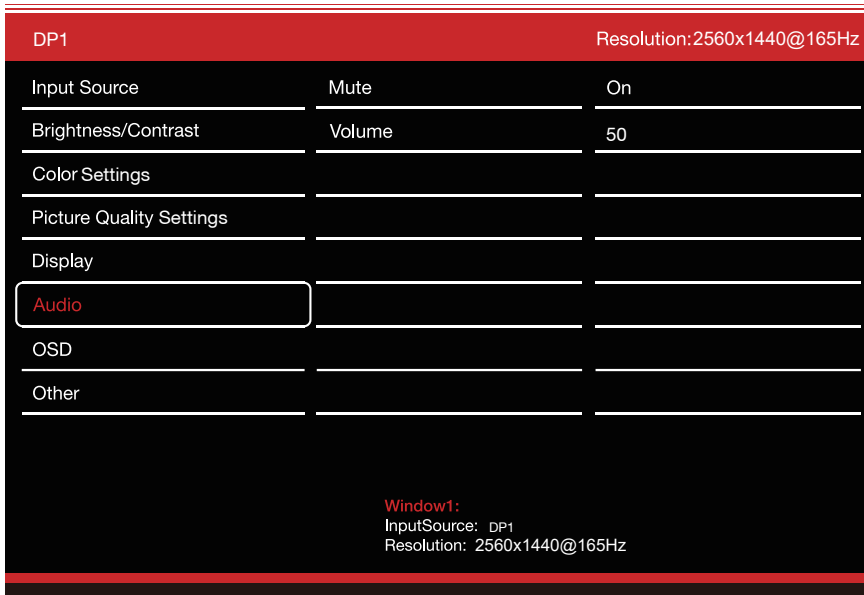 DP1 Resolution:2560x1440@165Hz
Input Source Mute On
Brightness/Contrast Volume 50
Color Settings
Picture Quality Settings
Display
Audio
OSD
Other
Window1:
InputSource: DP1
Resolution: 2560x1440@165Hz